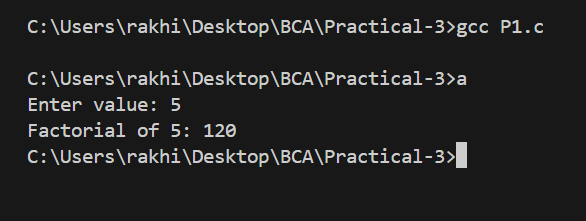 C:\Users\rakhi\Desktop\BCA\Practical-3>gcc P1.c
C:\Users\rakhi\Desktop\BCA\Practical-3>a
Enter value: 5
Factorial of 5: 120
C:\Users\rakhi\Desktop\BCA\Practical-3>